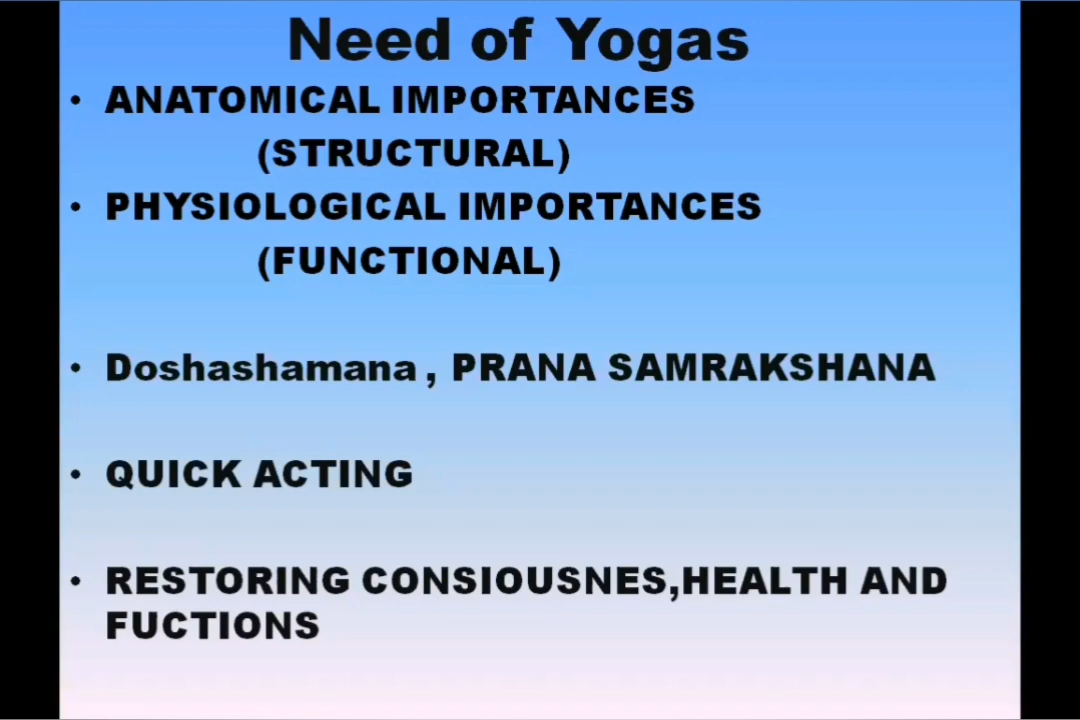 Need of Yogas
• ANATOMICAL IMPORTANCES
(STRUCTURAL)
• PHYSIOLOGICAL IMPORTANCES
(FUNCTIONAL)
• Doshashamana , PRANA SAMRAKSHANA
• QUICK ACTING
• RESTORING CONSIOUSNES,HEALTH AND
FUCTIONS